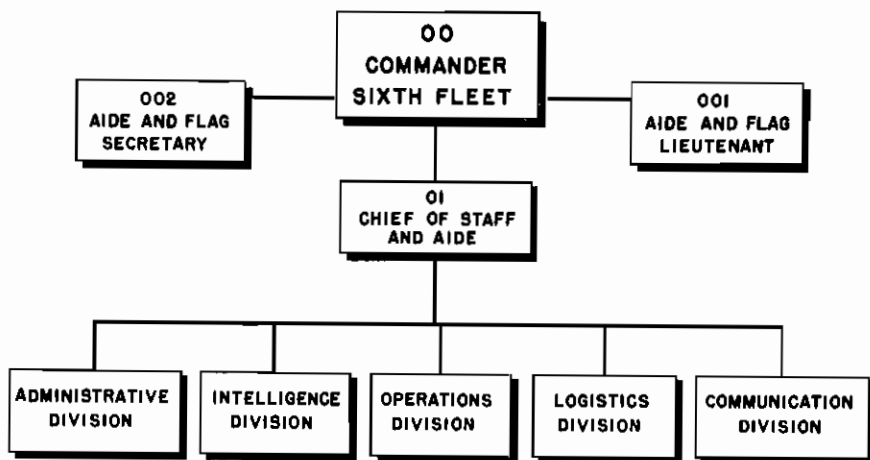 00
COMMANDER
SIXTH FLEET
002
AIDE AND FLAG
SECRETARY
001
AIDE AND FLAG
LIEUTENANT
01
CHIEF OF STAFF
AND AIDE
ADMINISTRATIVE
DIVISION
INTELLIGENCE
DIVISION
OPERATIONS
DIVISION
LOGISTICS
DIVISION
COMMUNICATION
DIVISION